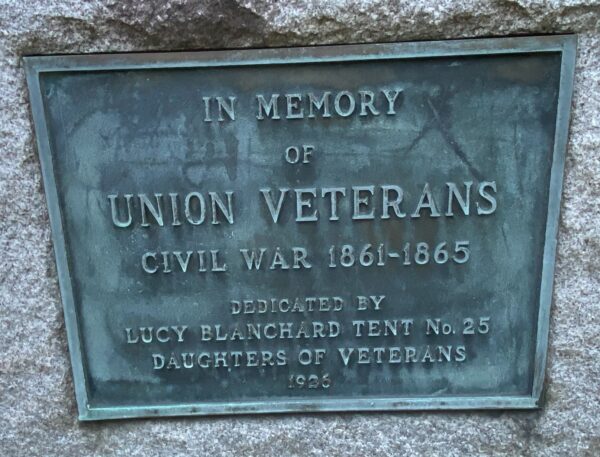 IN MEMORY
OF
UNION VETERANS
CIVIL WAR 1861-1865
DEDICATED BY
LUCY BLANCHARD TENT No. 25
DAUGHTERS OF VETERANS
1926